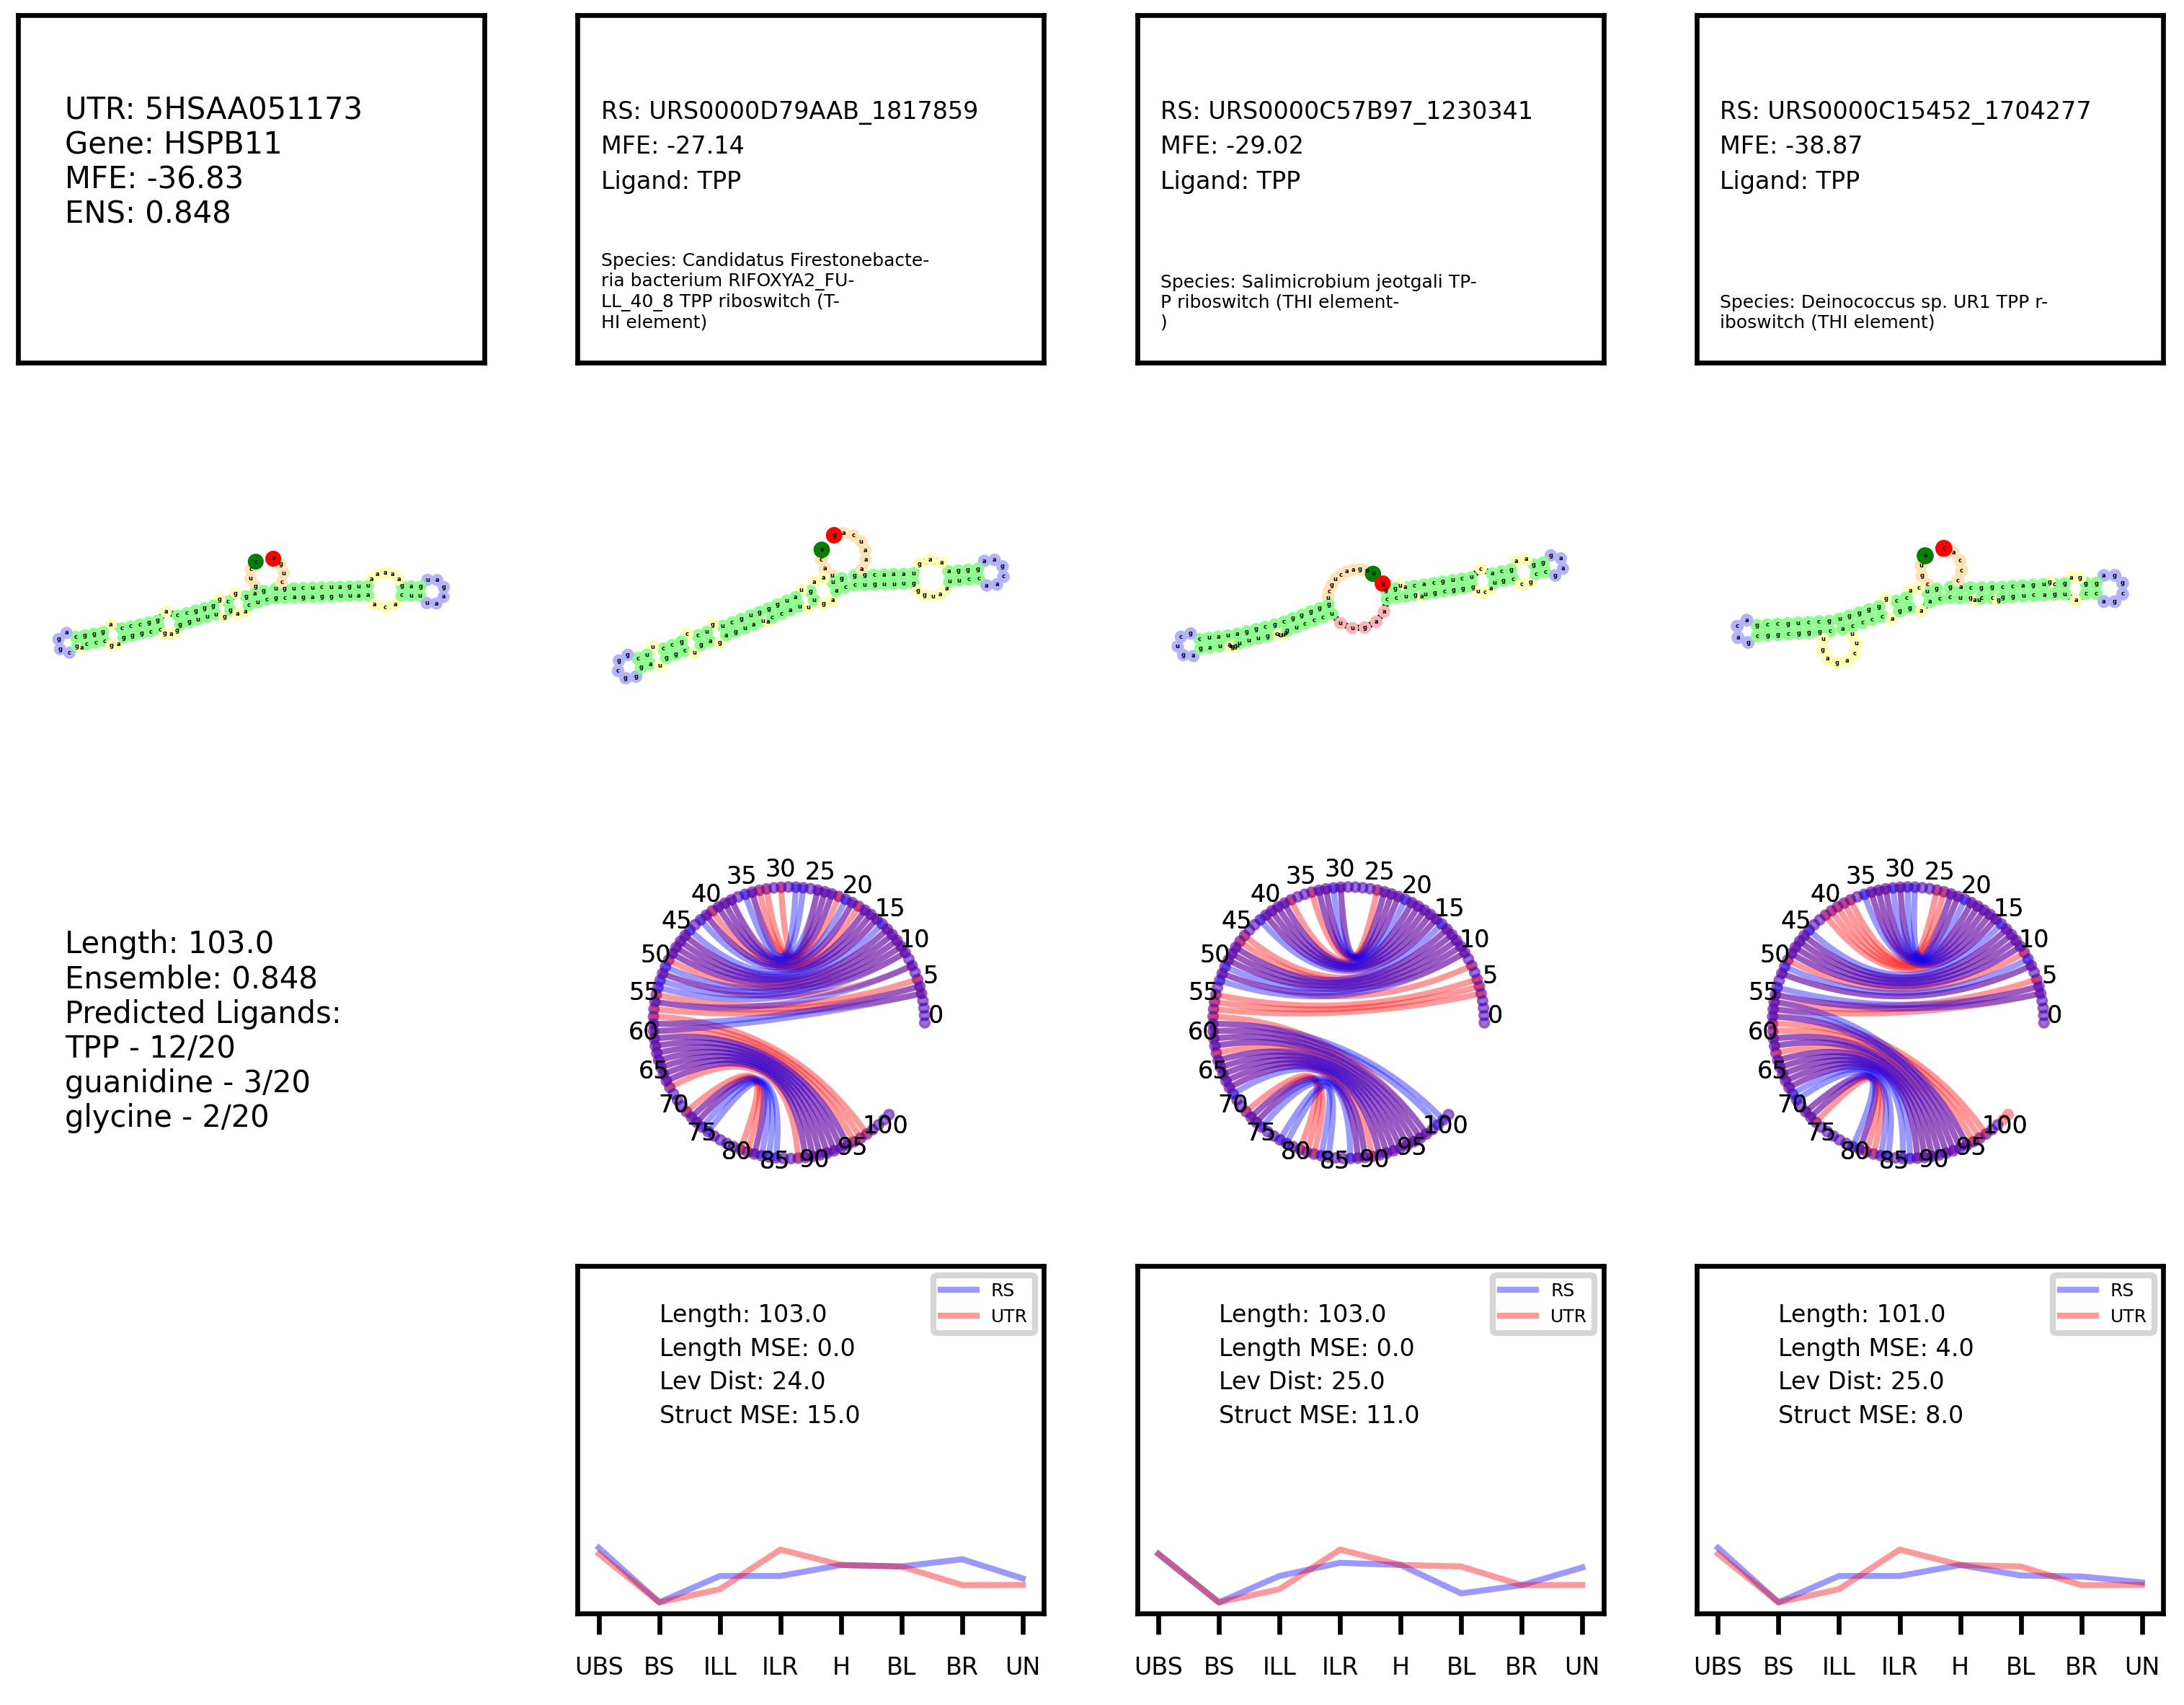 UTR: 5HSAA051173
Gene: HSPB11
MFE: -36.83
ENS: 0.848
RS: URS0000D79AAB_1817859
MFE: -27.14
Ligand: TPP
Species: Candidatus Firestonebacte-
ria bacterium RIFOXYA2_FU-
LL_40_8 TPP riboswitch (T-
HI element)
RS: URS0000C57B97_1230341
MFE: -29.02
Ligand: TPP
Species: Salimicrobium jeotgali TP-
P riboswitch (THI element-
)
RS: URS0000C15452_1704277
MFE: -38.87
Ligand: TPP
Species: Deinococcus sp. UR1 TPP r-
iboswitch (THI element)
Length: 103.0
Ensemble: 0.848
Predicted Ligands:
TPP - 12/20
guanidine - 3/20
glycine - 2/20
0 5 10 15 20 25 30 35 40 45 50 55 60 65 70 75 80 85 90 95 100
0 5 10 15 20 25 30 35 40 45 50 55 60 65 70 75 80 85 90 95 100
0 5 10 15 20 25 30 35 40 45 50 55 60 65 70 75 80 85 90 95 100
RS
UTR
Length: 103.0
Length MSE: 0.0
Lev Dist: 24.0
Struct MSE: 15.0
UBS BS ILL ILR H BL BR UN
RS
UTR
Length: 103.0
Length MSE: 0.0
Lev Dist: 25.0
Struct MSE: 11.0
UBS BS ILL ILR H BL BR UN
RS
UTR
Length: 101.0
Length MSE: 4.0
Lev Dist: 25.0
Struct MSE: 8.0
UBS BS ILL ILR H BL BR UN